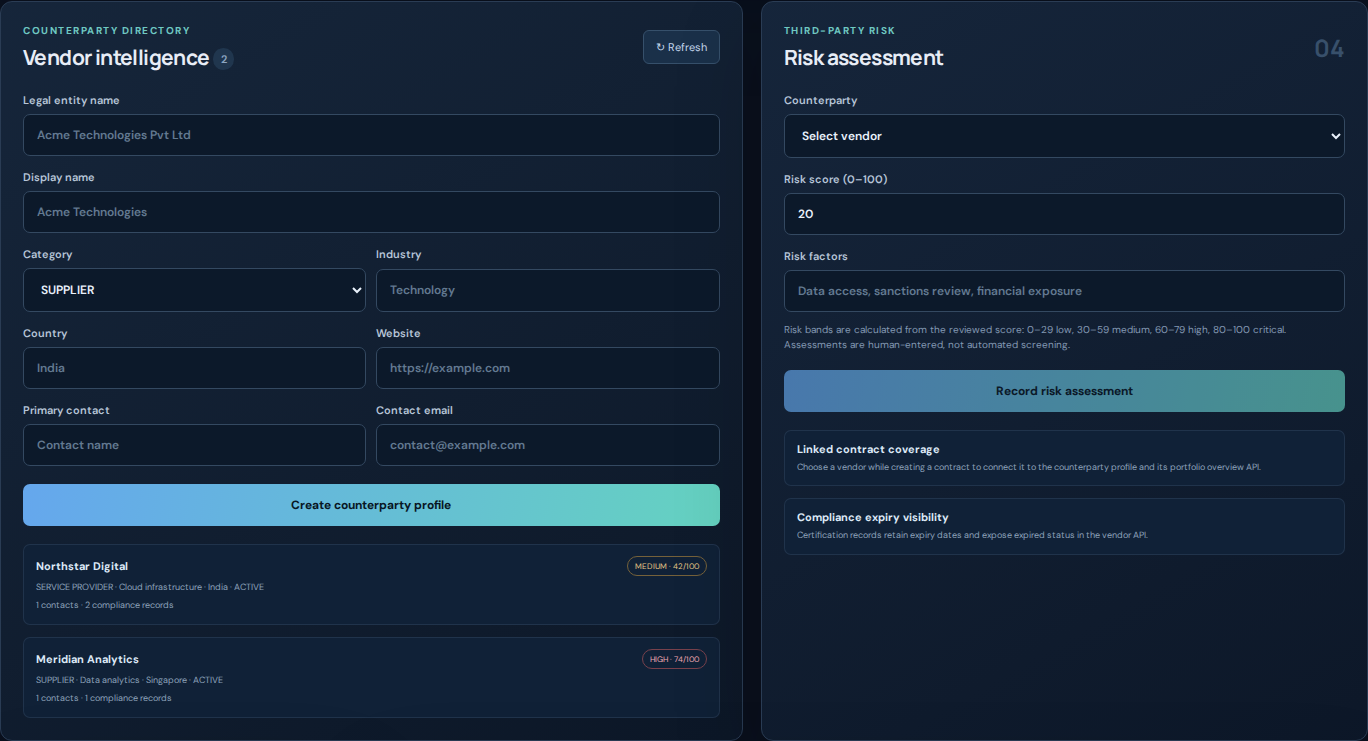 COUNTERPARTY DIRECTORY
Vendor intelligence 2
↻ Refresh
Legal entity name
Acme Technologies Pvt Ltd
Display name
Acme Technologies
Category
Industry
SUPPLIER
Technology
Country
Website
India
https://example.com
Primary contact
Contact email
Contact name
contact@example.com
Create counterparty profile
Northstar Digital
MEDIUM · 42/100
SERVICE PROVIDER · Cloud infrastructure · India · ACTIVE
1 contacts · 2 compliance records
Meridian Analytics
HIGH · 74/100
SUPPLIER · Data analytics · Singapore · ACTIVE
1 contacts · 1 compliance records
THIRD-PARTY RISK
Risk assessment
04
Counterparty
Select vendor
Risk score (0–100)
20
Risk factors
Data access, sanctions review, financial exposure
Risk bands are calculated from the reviewed score: 0–29 low, 30–59 medium, 60–79 high, 80–100 critical.
Assessments are human-entered, not automated screening.
Record risk assessment
Linked contract coverage
Choose a vendor while creating a contract to connect it to the counterparty profile and its portfolio overview API.
Compliance expiry visibility
Certification records retain expiry dates and expose expired status in the vendor API.